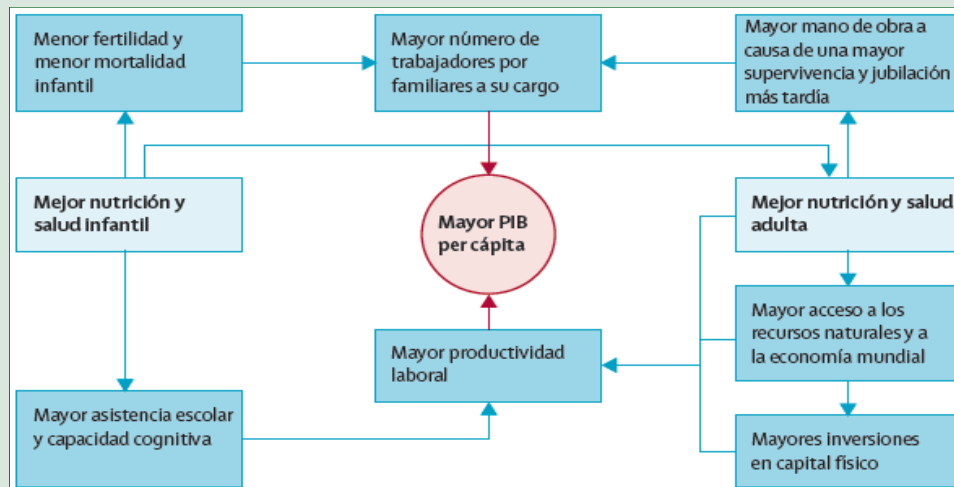 Menor fertilidad y
menor mortalidad
infantil
Mayor número de
trabajadores por
familiares a su cargo
Mayor mano de obra a
causa de una mayor
supervivencia y jubilación
más tardía
Mejor nutrición y
salud infantil
Mayor PIB
per cápita
Mejor nutrición y salud
adulta
Mayor acceso a los
recursos naturales y a
la economía mundial
Mayor productividad
laboral
Mayor asistencia escolar
y capacidad cognitiva
Mayores inversiones
en capital físico